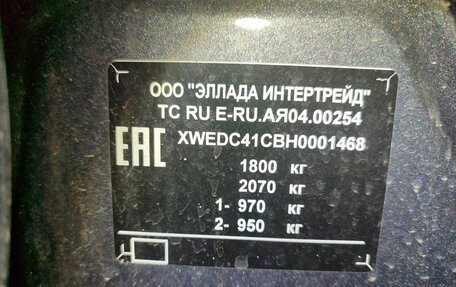 ООО "ЭЛЛАДА ИНТЕРТРЕЙД"
ТС RU E-RU.АЯ04.00254
EAC XWEDC41CBH0001468
1800 кг
2070 кг
1- 970 кг
2- 950 кг